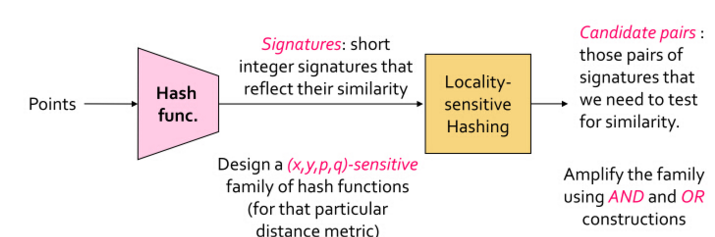 Points
Hash
func.
Signatures: short
integer signatures that
reflect their similarity
Design a (x,y,p,q)-sensitive
family of hash functions
(for that particular
distance metric)
Locality-
sensitive
Hashing
Candidate pairs :
those pairs of
signatures that
we need to test
for similarity.
Amplify the family
using AND and OR
constructions